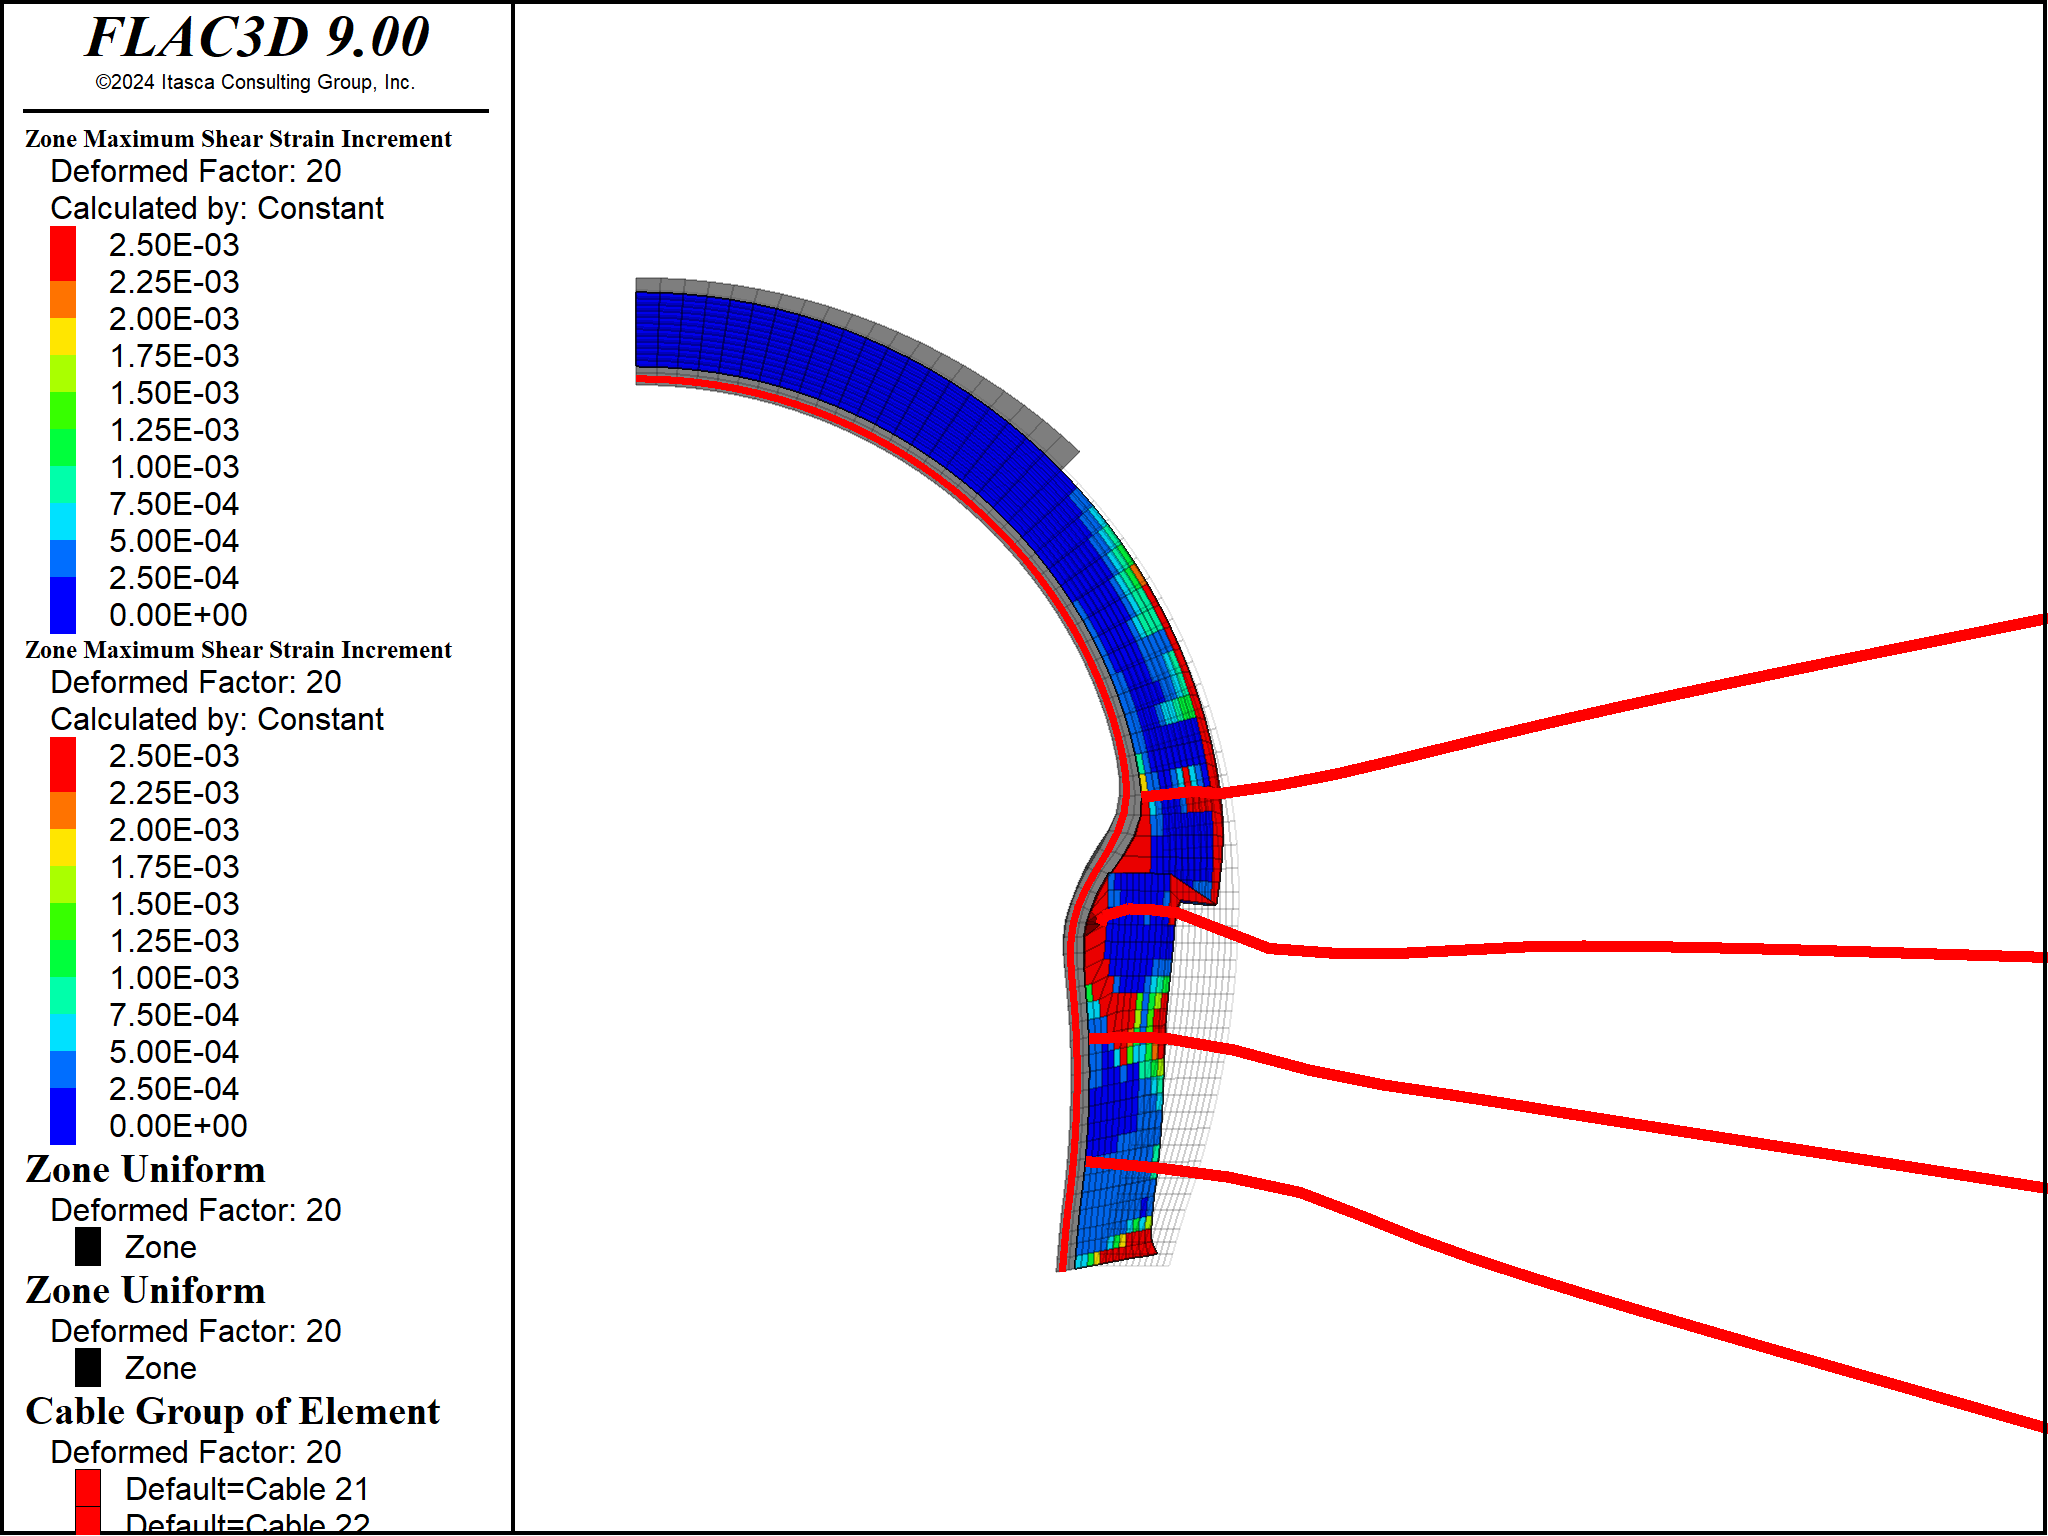 FLAC3D 9.00
©2024 Itasca Consulting Group, Inc.
Zone Maximum Shear Strain Increment
Deformed Factor: 20
Calculated by: Constant
2.50E-03
2.25E-03
2.00E-03
1.75E-03
1.50E-03
1.25E-03
1.00E-03
7.50E-04
5.00E-04
2.50E-04
0.00E+00
Zone Maximum Shear Strain Increment
Deformed Factor: 20
Calculated by: Constant
2.50E-03
2.25E-03
2.00E-03
1.75E-03
1.50E-03
1.25E-03
1.00E-03
7.50E-04
5.00E-04
2.50E-04
0.00E+00
Zone Uniform
Deformed Factor: 20
Zone
Zone Uniform
Deformed Factor: 20
Zone
Cable Group of Element
Deformed Factor: 20
Default=Cable 21
Default=Cable 22